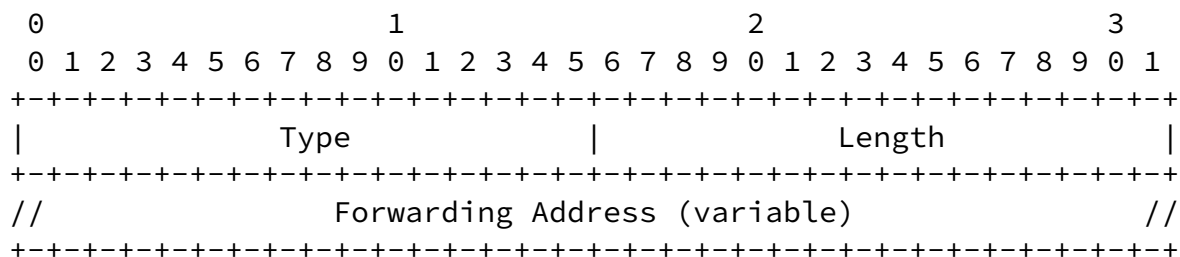 0                   1                   2                   3
 0 1 2 3 4 5 6 7 8 9 0 1 2 3 4 5 6 7 8 9 0 1 2 3 4 5 6 7 8 9 0 1
+-+-+-+-+-+-+-+-+-+-+-+-+-+-+-+-+-+-+-+-+-+-+-+-+-+-+-+-+-+-+-+-+
|              Type             |             Length            |
+-+-+-+-+-+-+-+-+-+-+-+-+-+-+-+-+-+-+-+-+-+-+-+-+-+-+-+-+-+-+-+-+
//                Forwarding Address (variable)                //
+-+-+-+-+-+-+-+-+-+-+-+-+-+-+-+-+-+-+-+-+-+-+-+-+-+-+-+-+-+-+-+-+